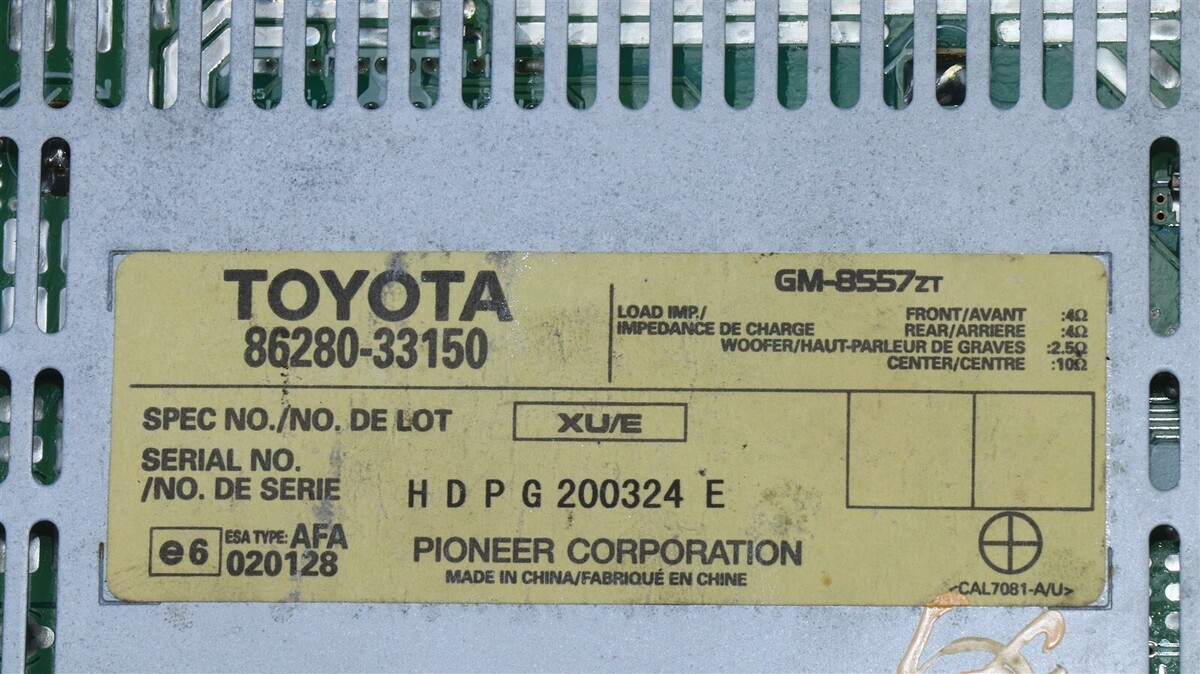 TOYOTA
86280-33150
GM-8557ZT
LOAD IMP./
IMPEDANCE DE CHARGE
FRONT/AVANT :4Ω
REAR/ARRIERE :4Ω
WOOFER/HAUT-PARLEUR DE GRAVES :2.5Ω
CENTER/CENTRE :10Ω
SPEC NO./NO. DE LOT XU/E
SERIAL NO.
/NO. DE SERIE HDPG200324E
e6 ESA TYPE: AFA
020128
PIONEER CORPORATION
MADE IN CHINA/FABRIQUÉ EN CHINE
<CAL7081-A/U>